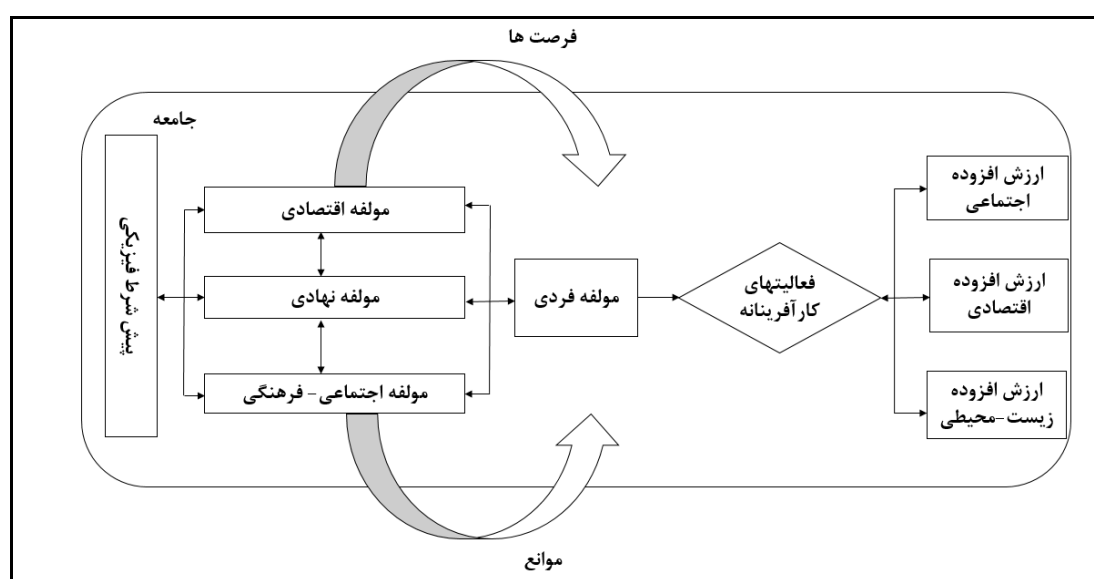 فرصت ها
جامعه
پیش شرط فیزیکی
مولفه اقتصادی
مولفه نهادی
مولفه اجتماعی- فرهنگی
مولفه فردی
فعالیتهای
کارآفرینانه
ارزش افزوده
اجتماعی
ارزش افزوده
اقتصادی
ارزش افزوده
زیست-محیطی
موانع